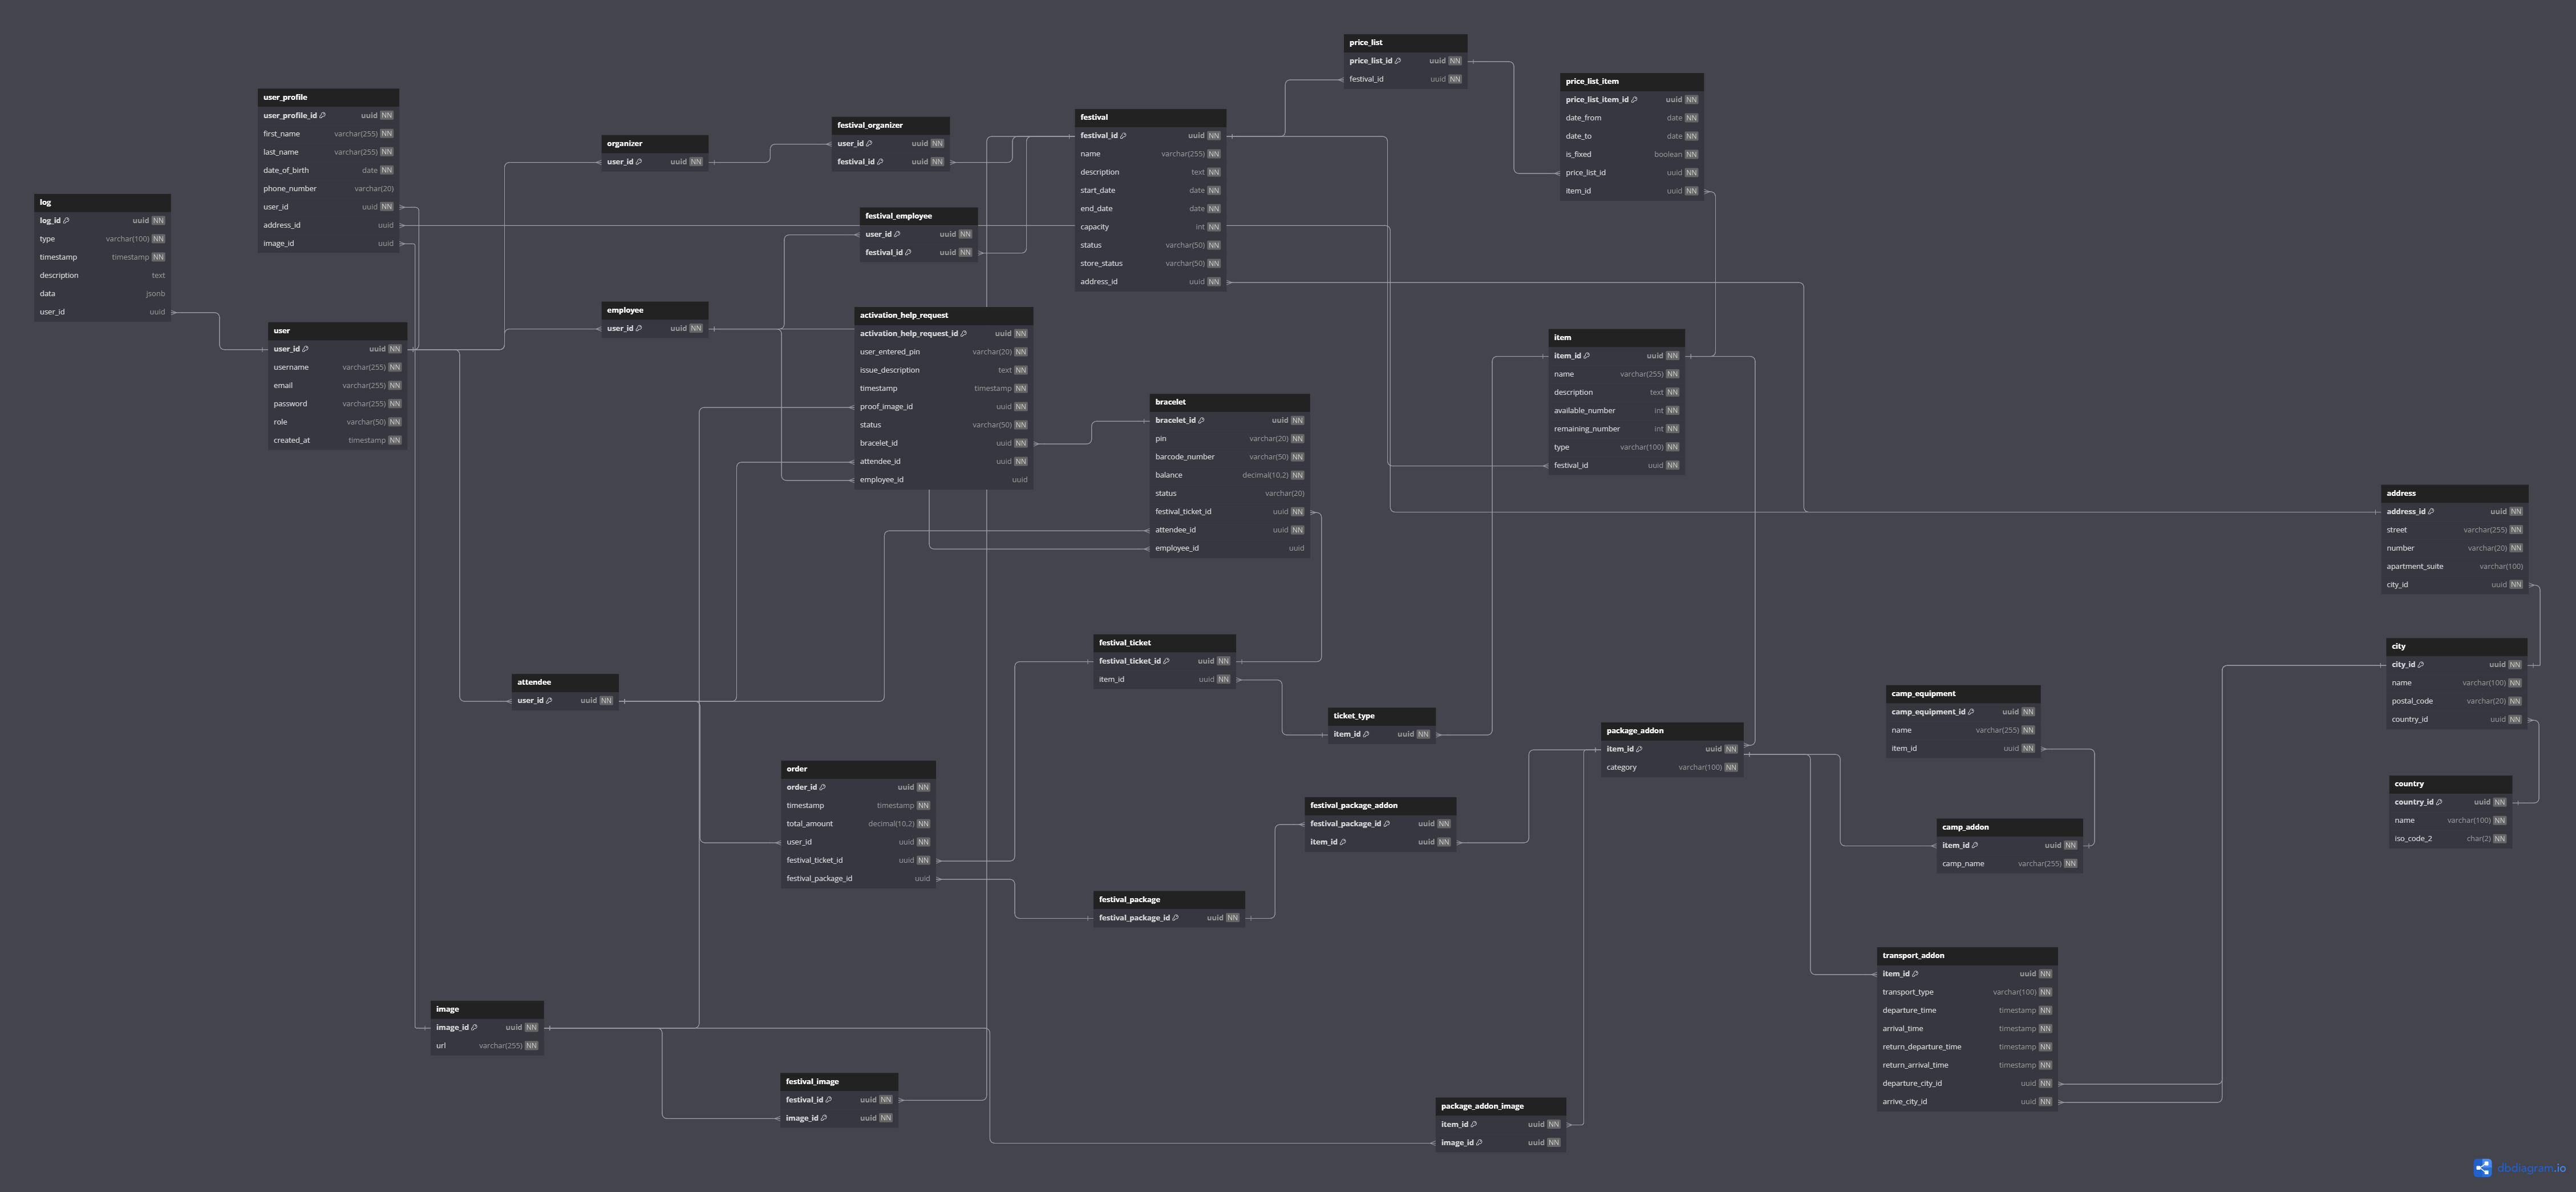 price_list
price_list_id uuid NN
festival_id uuid NN
price_list_item
price_list_item_id uuid NN
date_from date NN
date_to date NN
is_fixed boolean NN
price_list_id uuid NN
item_id uuid NN
user_profile
user_profile_id uuid NN
first_name varchar(255) NN
last_name varchar(255) NN
date_of_birth date NN
phone_number varchar(20)
user_id uuid NN
address_id uuid
image_id uuid
festival
festival_id uuid NN
name varchar(255) NN
description text NN
start_date date NN
end_date date NN
capacity int NN
status varchar(50) NN
store_status varchar(50) NN
address_id uuid NN
festival_organizer
user_id uuid NN
festival_id uuid NN
organizer
user_id uuid NN
log
log_id uuid NN
type varchar(100) NN
timestamp timestamp NN
description text
data jsonb
user_id uuid
festival_employee
user_id uuid NN
festival_id uuid NN
employee
user_id uuid NN
activation_help_request
activation_help_request_id uuid NN
user_entered_pin varchar(20) NN
issue_description text NN
timestamp timestamp NN
proof_image_id uuid NN
status varchar(50) NN
bracelet_id uuid NN
attendee_id uuid NN
employee_id uuid
user
user_id uuid NN
username varchar(255) NN
email varchar(255) NN
password varchar(255) NN
role varchar(50) NN
created_at timestamp NN
item
item_id uuid NN
name varchar(255) NN
description text NN
available_number int NN
remaining_number int NN
type varchar(100) NN
festival_id uuid NN
bracelet
bracelet_id uuid NN
pin varchar(20) NN
barcode_number varchar(50) NN
balance decimal(10,2) NN
status varchar(20)
festival_ticket_id uuid NN
attendee_id uuid NN
employee_id uuid
address
address_id uuid NN
street varchar(255) NN
number varchar(20) NN
apartment_suite varchar(100)
city_id uuid NN
festival_ticket
festival_ticket_id uuid NN
item_id uuid NN
city
city_id uuid NN
name varchar(100) NN
postal_code varchar(20) NN
country_id uuid NN
attendee
user_id uuid NN
camp_equipment
camp_equipment_id uuid NN
name varchar(255) NN
item_id uuid NN
ticket_type
item_id uuid NN
package_addon
item_id uuid NN
category varchar(100) NN
order
order_id uuid NN
timestamp timestamp NN
total_amount decimal(10,2) NN
user_id uuid NN
festival_ticket_id uuid NN
festival_package_id uuid
country
country_id uuid NN
name varchar(100) NN
iso_code_2 char(2) NN
festival_package_addon
festival_package_id uuid NN
item_id uuid NN
camp_addon
item_id uuid NN
camp_name varchar(255) NN
festival_package
festival_package_id uuid NN
transport_addon
item_id uuid NN
transport_type varchar(100) NN
departure_time timestamp NN
arrival_time timestamp NN
return_departure_time timestamp NN
return_arrival_time timestamp NN
departure_city_id uuid NN
arrive_city_id uuid NN
image
image_id uuid NN
url varchar(255) NN
festival_image
festival_id uuid NN
image_id uuid NN
package_addon_image
item_id uuid NN
image_id uuid NN
dbdiagram.io